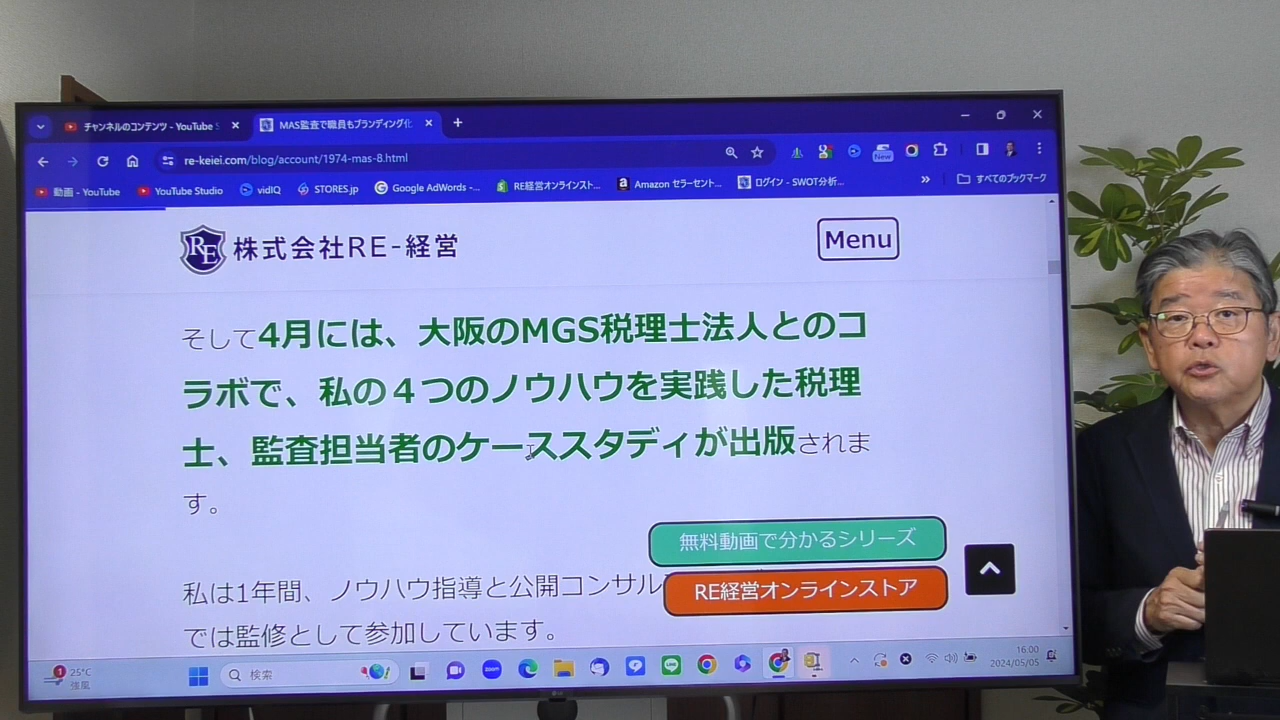 チャンネルのコンテンツ - YouTube S
MAS監査で職員もブランディング化
re-keiei.com/blog/account/1974-mas-8.html
New
動画 - YouTube
YouTube Studio
vidIQ
STORES.jp
Google AdWords -...
RE経営オンラインスト...
Amazon セラーセント...
ログイン - SWOT分析...
»
すべてのブックマーク
RE 株式会社RE-経営
Menu
そして4月には、大阪のMGS税理士法人とのコ
ラボで、私の４つのノウハウを実践した税理
士、監査担当者のケーススタディが出版されま
す。
無料動画で分かるシリーズ
私は1年間、ノウハウ指導と公開コンサル
RE経営オンラインストア
では監修として参加しています。
1
25°C
強風
検索
zoom
LINE
16:00
2024/05/05
LG